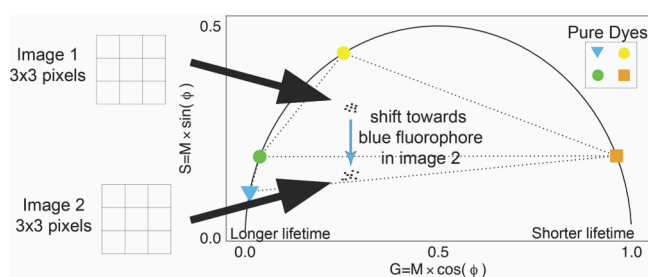 Image 1
3x3 pixels
Image 2
3x3 pixels
S=M×sin(ϕ)
0.5
0.0
Pure Dyes
shift towards
blue fluorophore
in image 2
Longer lifetime
Shorter lifetime
0.0
0.5
1.0
G=M×cos(ϕ)